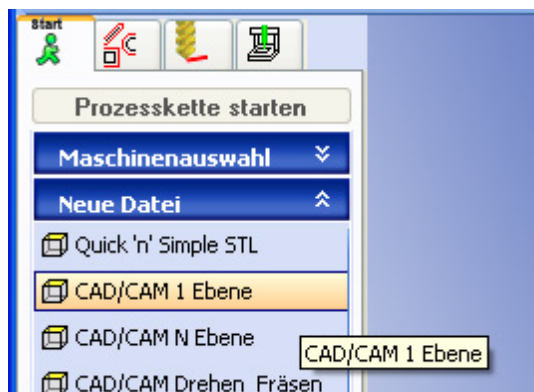 Start
Prozesskette starten
Maschinenauswahl
Neue Datei
Quick 'n' Simple STL
CAD/CAM 1 Ebene
CAD/CAM N Ebene
CAD/CAM 1 Ebene
CAD/CAM Drehen_Fräsen